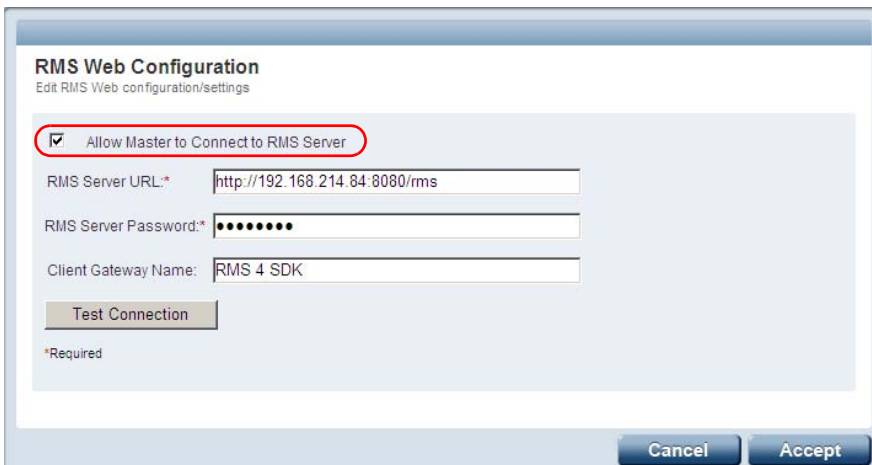 RMS Web Configuration
Edit RMS Web configuration/settings
Allow Master to Connect to RMS Server
RMS Server URL:* http://192.168.214.84:8080/rms
RMS Server Password:* ●●●●●●●●
Client Gateway Name: RMS 4 SDK
Test Connection
*Required
Cancel Accept